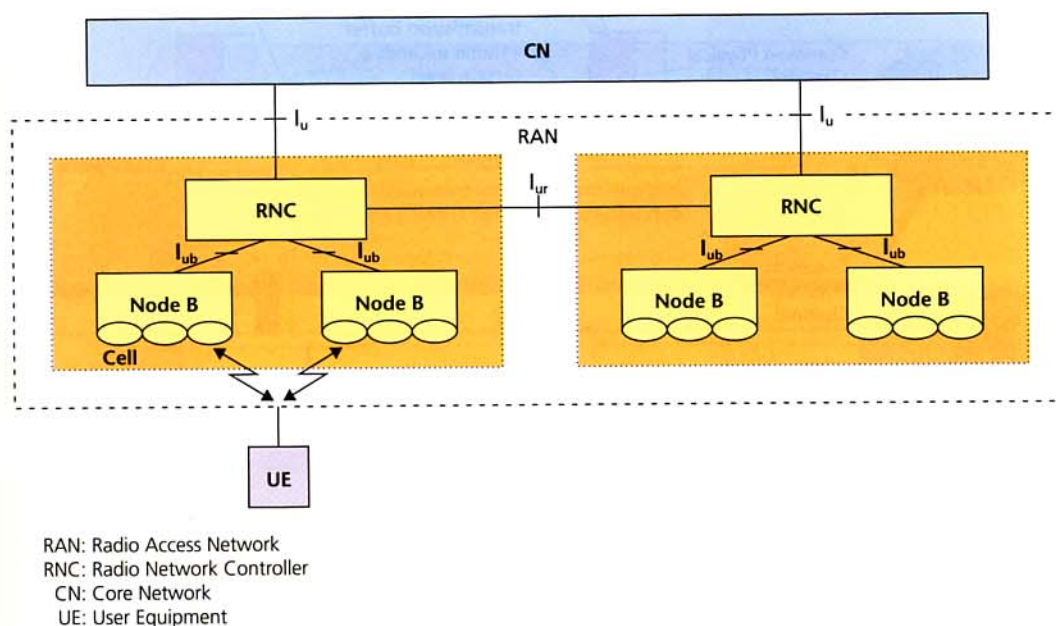 CN
Iu
Iu
RAN
RNC
Iur
RNC
Iub
Iub
Iub
Iub
Node B
Node B
Node B
Node B
Cell
UE
RAN: Radio Access Network
RNC: Radio Network Controller
CN: Core Network
UE: User Equipment